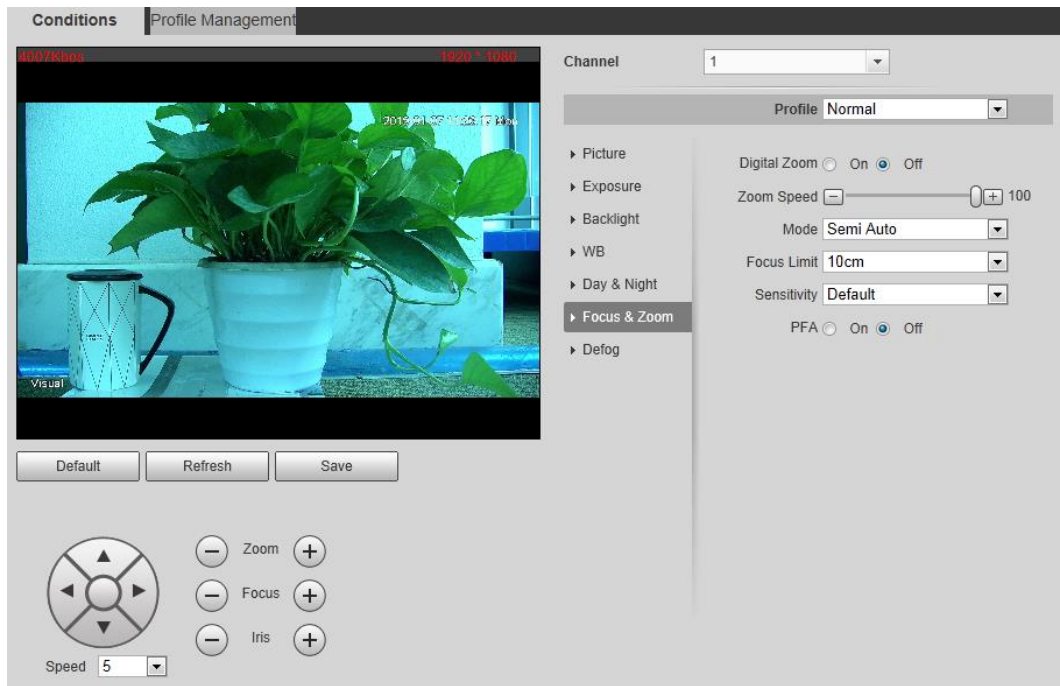 Conditions
Profile Management
4007Kbps
1920 * 1080
Channel
1
Profile
Normal
Visual
Picture
Exposure
Backlight
WB
Day & Night
Focus & Zoom
Defog
Digital Zoom On Off
Zoom Speed - + 100
Mode Semi Auto
Focus Limit 10cm
Sensitivity Default
PFA On Off
Default
Refresh
Save
Zoom
Focus
Iris
Speed 5